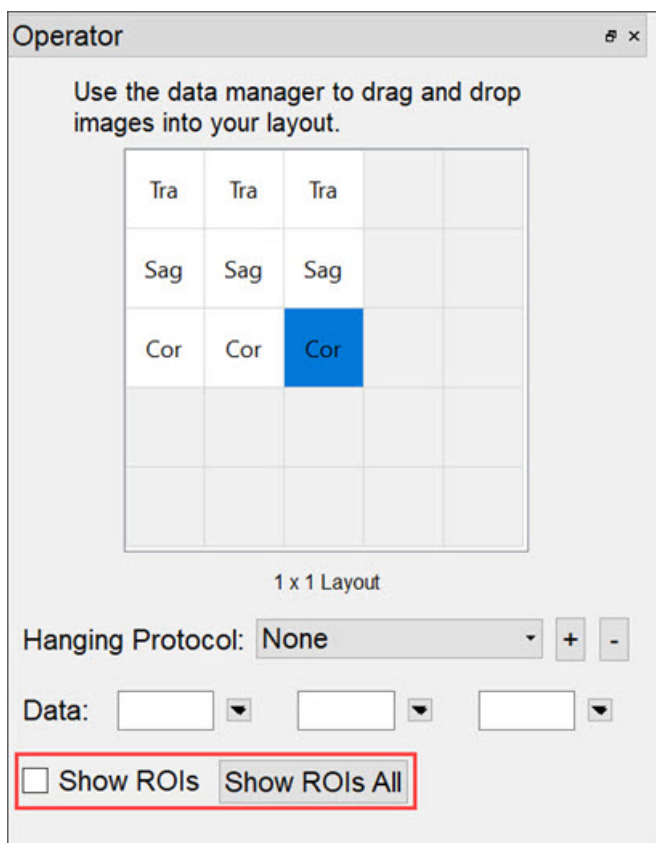 Operator
Use the data manager to drag and drop
images into your layout.
Tra Tra Tra
Sag Sag Sag
Cor Cor Cor
1 x 1 Layout
Hanging Protocol: None + -
Data:
Show ROIs Show ROIs All